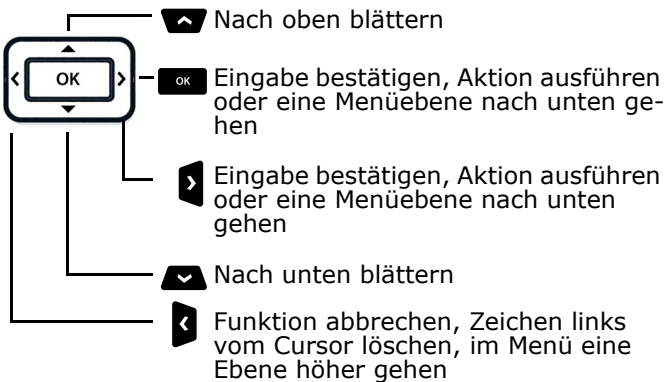 Nach oben blättern
OK
OK
Eingabe bestätigen, Aktion ausführen
oder eine Menüebene nach unten ge-
hen
Eingabe bestätigen, Aktion ausführen
oder eine Menüebene nach unten
gehen
Nach unten blättern
Funktion abbrechen, Zeichen links
vom Cursor löschen, im Menü eine
Ebene höher gehen